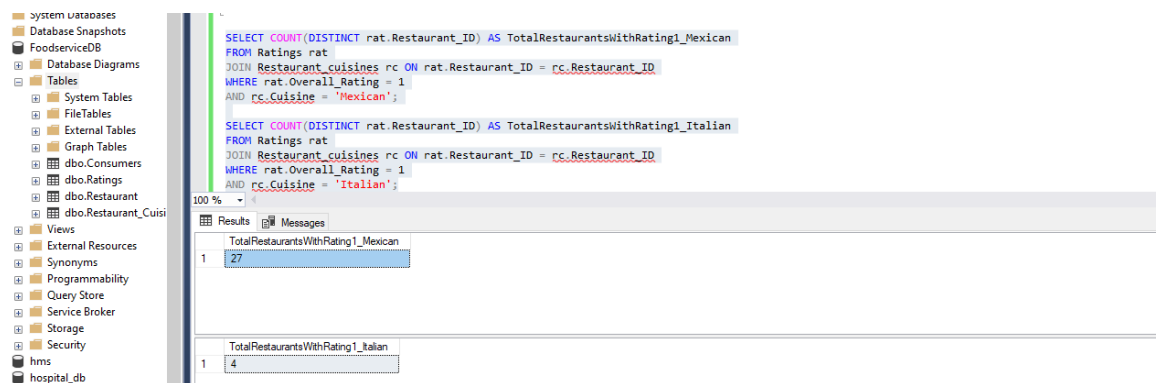 System Databases
Database Snapshots
FoodserviceDB
Database Diagrams
Tables
System Tables
FileTables
External Tables
Graph Tables
dbo.Consumers
dbo.Ratings
dbo.Restaurant
dbo.Restaurant_Cuisi
Views
External Resources
Synonyms
Programmability
Query Store
Service Broker
Storage
Security
hms
hospital_db
SELECT COUNT(DISTINCT rat.Restaurant_ID) AS TotalRestaurantsWithRating1_Mexican
FROM Ratings rat
JOIN Restaurant_cuisines rc ON rat.Restaurant_ID = rc.Restaurant_ID
WHERE rat.Overall_Rating = 1
AND rc.Cuisine = 'Mexican';
SELECT COUNT(DISTINCT rat.Restaurant_ID) AS TotalRestaurantsWithRating1_Italian
FROM Ratings rat
JOIN Restaurant_cuisines rc ON rat.Restaurant_ID = rc.Restaurant_ID
WHERE rat.Overall_Rating = 1
AND rc.Cuisine = 'Italian';
100 %
Results Messages
TotalRestaurantsWithRating1_Mexican
1 27
TotalRestaurantsWithRating1_Italian
1 4